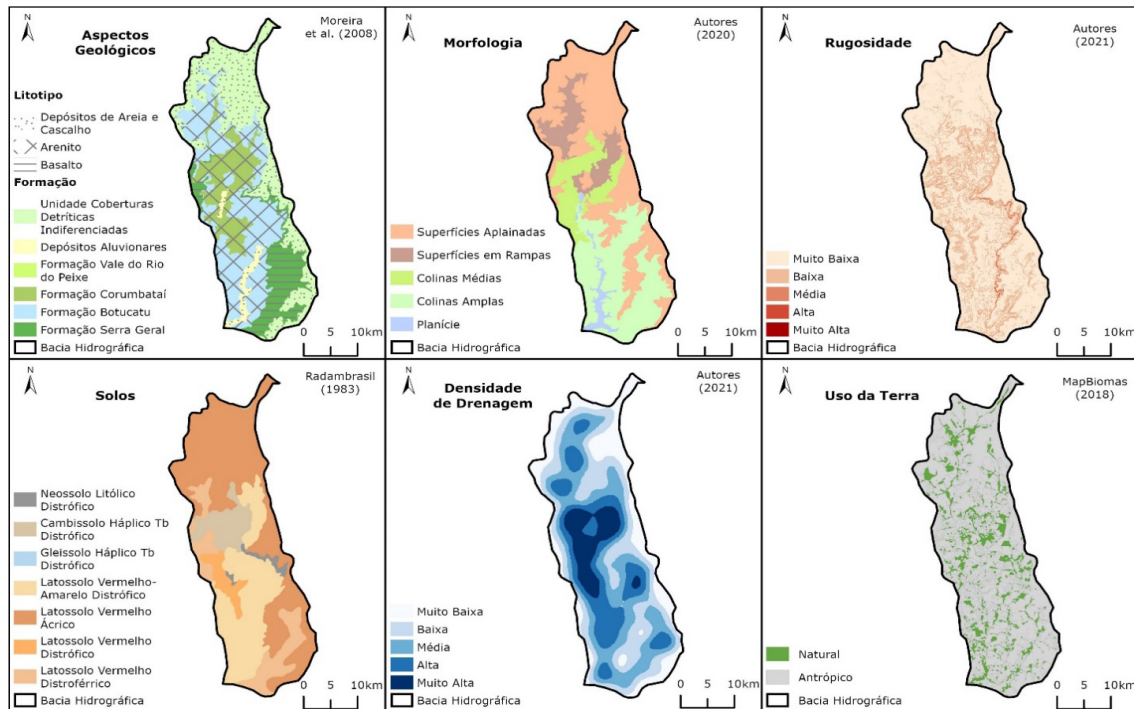 N
Aspectos
Geológicos
Moreira
et al. (2008)
Litotipo
Depósitos de Areia e
Cascalho
Arenito
Basalto
Formação
Unidade Coberturas
Detríticas
Indiferenciadas
Depósitos Aluvionares
Formação Vale do Rio
do Peixe
Formação Corumbataí
Formação Botucatu
Formação Serra Geral
Bacia Hidrográfica
0 5 10km
N
Morfologia
Autores
(2020)
Superfícies Aplainadas
Superfícies em Rampas
Colinas Médias
Colinas Amplas
Planície
Bacia Hidrográfica
0 5 10km
N
Rugosidade
Autores
(2021)
Muito Baixa
Baixa
Média
Alta
Muito Alta
Bacia Hidrográfica
0 5 10km
N
Solos
Radambrasil
(1983)
Neossolo Litólico
Distrófico
Cambissolo Háplico Tb
Distrófico
Gleissolo Háplico Tb
Distrófico
Latossolo Vermelho-
Amarelo Distrófico
Latossolo Vermelho
Ácrico
Latossolo Vermelho
Distrófico
Latossolo Vermelho
Distroférrico
Bacia Hidrográfica
0 5 10km
N
Densidade
de Drenagem
Autores
(2021)
Muito Baixa
Baixa
Média
Alta
Muito Alta
Bacia Hidrográfica
0 5 10km
N
Uso da Terra
MapBiomas
(2018)
Natural
Antrópico
Bacia Hidrográfica
0 5 10km